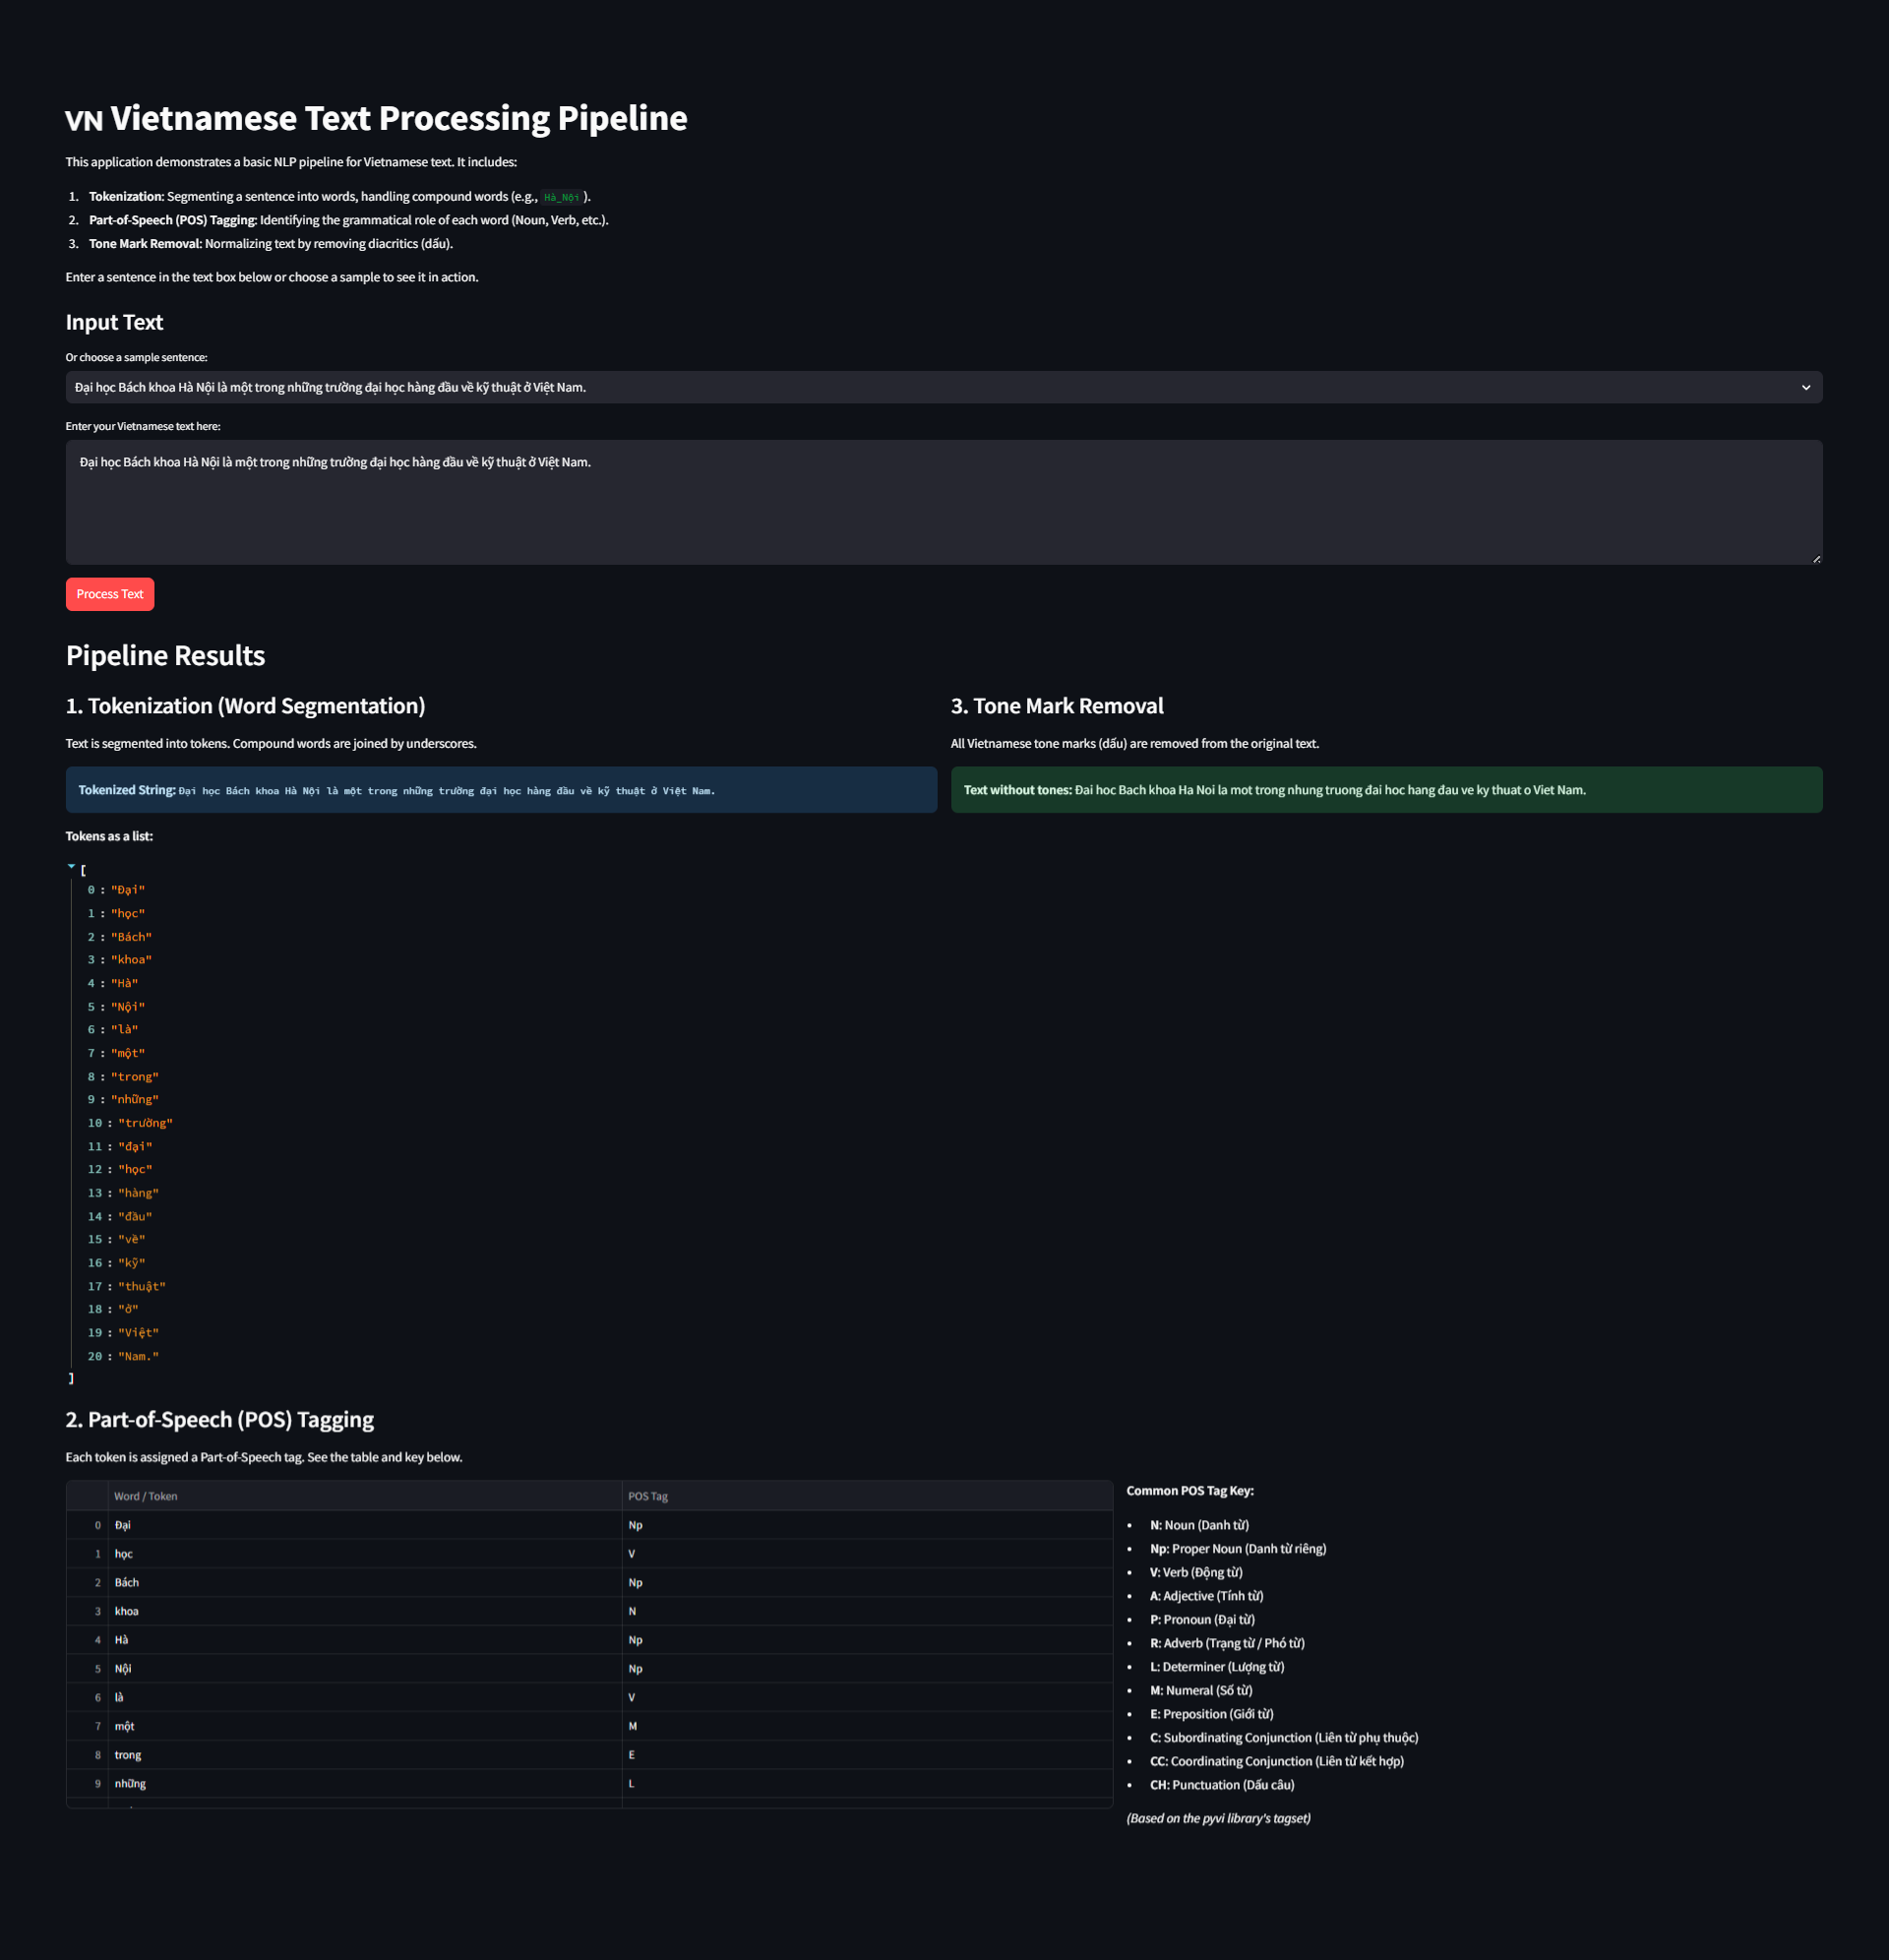 VN Vietnamese Text Processing Pipeline
This application demonstrates a basic NLP pipeline for Vietnamese text. It includes:
1. Tokenization: Segmenting a sentence into words, handling compound words (e.g., Hà_Nội ).
2. Part-of-Speech (POS) Tagging: Identifying the grammatical role of each word (Noun, Verb, etc.).
3. Tone Mark Removal: Normalizing text by removing diacritics (dấu).
Enter a sentence in the text box below or choose a sample to see it in action.
Input Text
Or choose a sample sentence:
Đại học Bách khoa Hà Nội là một trong những trường đại học hàng đầu về kỹ thuật ở Việt Nam.
Enter your Vietnamese text here:
Đại học Bách khoa Hà Nội là một trong những trường đại học hàng đầu về kỹ thuật ở Việt Nam.
Process Text
Pipeline Results
1. Tokenization (Word Segmentation)
Text is segmented into tokens. Compound words are joined by underscores.
Tokenized String: Đại học Bách khoa Hà Nội là một trong những trường đại học hàng đầu về kỹ thuật ở Việt Nam.
Tokens as a list:
[
0 : "Đại"
1 : "học"
2 : "Bách"
3 : "khoa"
4 : "Hà"
5 : "Nội"
6 : "là"
7 : "một"
8 : "trong"
9 : "những"
10 : "trường"
11 : "đại"
12 : "học"
13 : "hàng"
14 : "đầu"
15 : "về"
16 : "kỹ"
17 : "thuật"
18 : "ở"
19 : "Việt"
20 : "Nam."
]
3. Tone Mark Removal
All Vietnamese tone marks (dấu) are removed from the original text.
Text without tones: Đai hoc Bach khoa Ha Noi la mot trong nhung truong đai hoc hang đau ve ky thuat o Viet Nam.
2. Part-of-Speech (POS) Tagging
Each token is assigned a Part-of-Speech tag. See the table and key below.
Word / Token POS Tag
0 Đại Np
1 học V
2 Bách Np
3 khoa N
4 Hà Np
5 Nội Np
6 là V
7 một M
8 trong E
9 những L
Common POS Tag Key:
• N: Noun (Danh từ)
• Np: Proper Noun (Danh từ riêng)
• V: Verb (Động từ)
• A: Adjective (Tính từ)
• P: Pronoun (Đại từ)
• R: Adverb (Trạng từ / Phó từ)
• L: Determiner (Lượng từ)
• M: Numeral (Số từ)
• E: Preposition (Giới từ)
• C: Subordinating Conjunction (Liên từ phụ thuộc)
• CC: Coordinating Conjunction (Liên từ kết hợp)
• CH: Punctuation (Dấu câu)
(Based on the pyvi library's tagset)